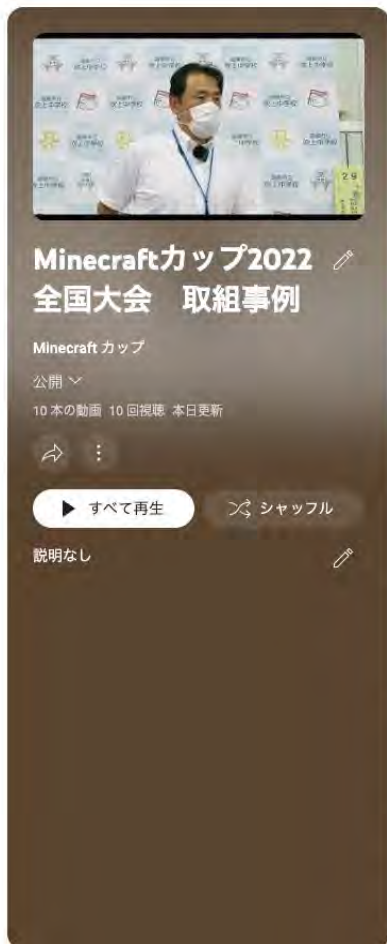 29
Minecraftカップ2022
全国大会　取組事例
Minecraft カップ
公開
10 本の動画 10 回視聴 本日更新
すべて再生
シャッフル
説明なし